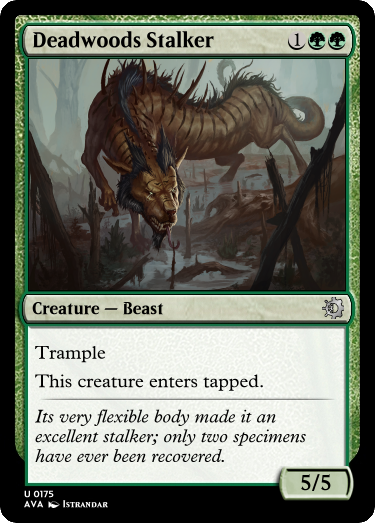 Deadwoods Stalker 1
Creature — Beast
Trample
This creature enters tapped.
Its very flexible body made it an
excellent stalker; only two specimens
have ever been recovered.
5/5
U 0175
AVA Istrandar